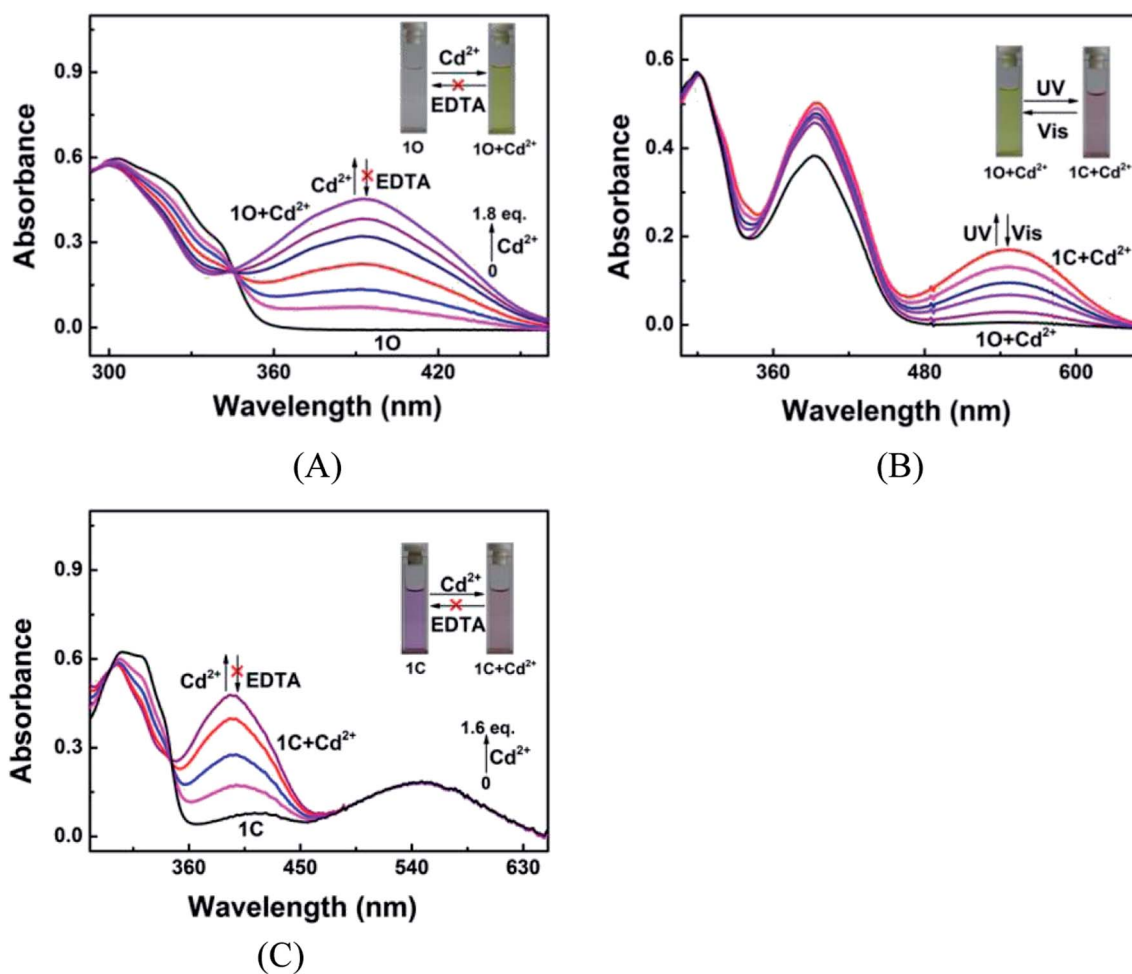 0.9
0.6
0.3
0.0
Absorbance
300
360
420
Wavelength (nm)
Cd²⁺
EDTA
1O
1O+Cd²⁺
Cd²⁺
EDTA
1O+Cd²⁺
1.8 eq.
Cd²⁺
0
1O
(A)
0.6
0.4
0.2
0.0
Absorbance
360
480
600
Wavelength (nm)
UV
Vis
1O+Cd²⁺
1C+Cd²⁺
UV
Vis
1C+Cd²⁺
1O+Cd²⁺
(B)
0.9
0.6
0.3
0.0
Absorbance
360
450
540
630
Wavelength (nm)
Cd²⁺
EDTA
1C
1C+Cd²⁺
Cd²⁺
EDTA
1C+Cd²⁺
1.6 eq.
Cd²⁺
0
1C
(C)